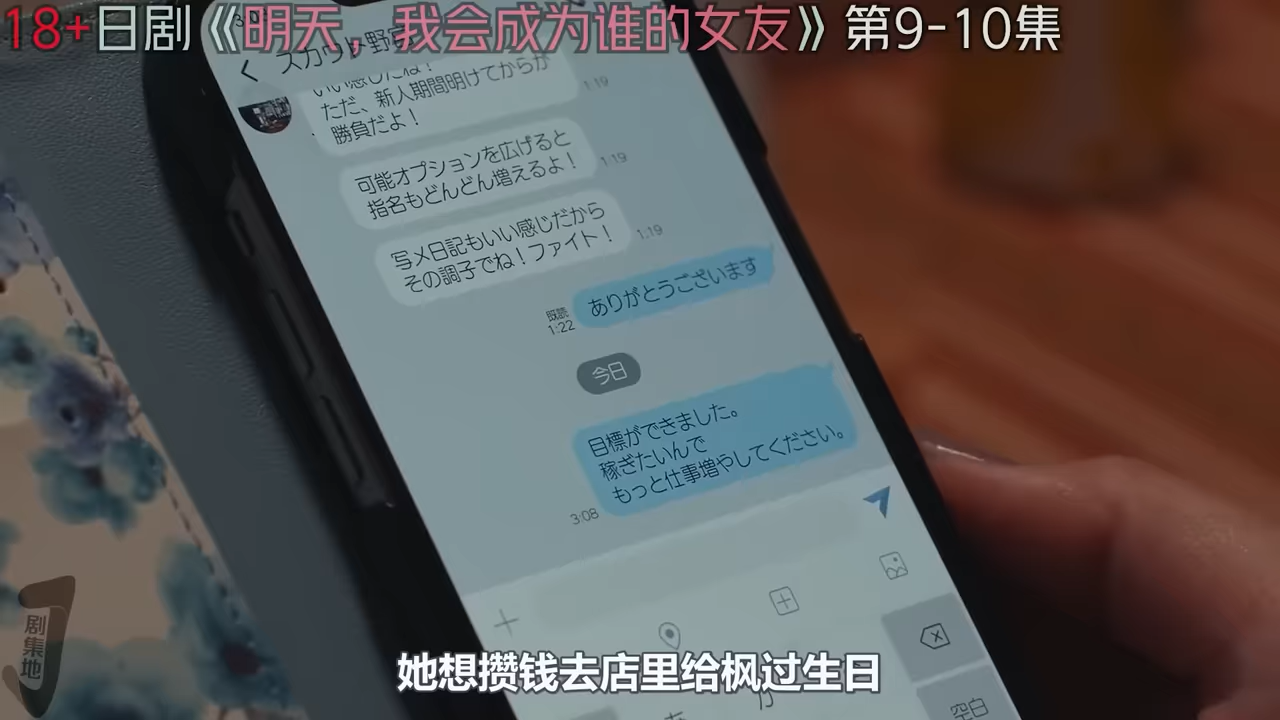 18+日剧《明天，我会成为谁的女友》第9-10集
ただ、新人期間明けてからが
勝負だよ！
1:19
可能オプションを広げると
指名もどんどん増えるよ！
1:19
写メ日記もいい感じだから
その調子でね！ファイト！
1:19
ありがとうございます
既読
1:22
今日
目標ができました。
稼ぎたいんで
もっと仕事増やしてください。
3:08
空白
剧集地
她想攒钱去店里给枫过生日